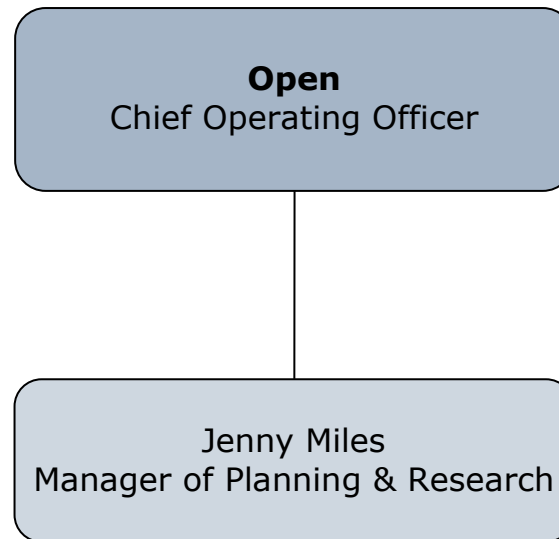 Open
Chief Operating Officer
Jenny Miles
Manager of Planning & Research